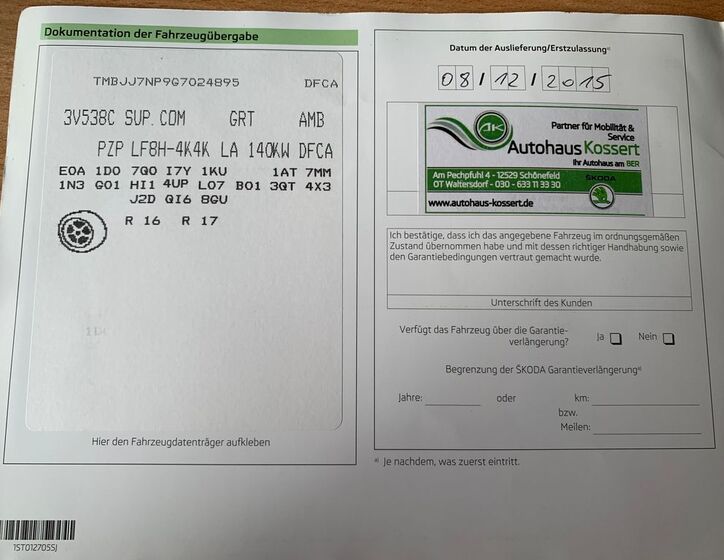 Dokumentation der Fahrzeugübergabe
TMBJJ7NP9G7024895 DFCA
3V538C SUP.COM GRT AMB
PZP LF8H-4K4K LA 140KW DFCA
E0A 1D0 7Q0 I7Y 1KU 1AT 7MM
1N3 G01 HI1 4UP L07 B01 3QT 4X3
J2D QI6 8GU
R 16 R 17
Hier den Fahrzeugdatenträger aufkleben
1ST012705SJ
Datum der Auslieferung/Erstzulassung a)
08/12/2015
AK
Partner für Mobilität &
Service
Autohaus Kossert
Ihr Autohaus am BER
Am Pechpfuhl 4 - 12529 Schönefeld
OT Waltersdorf - 030 - 633 11 33 30
ŠKODA
www.autohaus-kossert.de
Ich bestätige, dass ich das angegebene Fahrzeug im ordnungsgemäßen
Zustand übernommen habe und mit dessen richtiger Handhabung sowie
den Garantiebedingungen vertraut gemacht wurde.
Unterschrift des Kunden
Verfügt das Fahrzeug über die Garantie-
verlängerung? Ja Nein
Begrenzung der ŠKODA Garantieverlängerung a)
Jahre: oder km:
bzw.
Meilen:
a) Je nachdem, was zuerst eintritt.